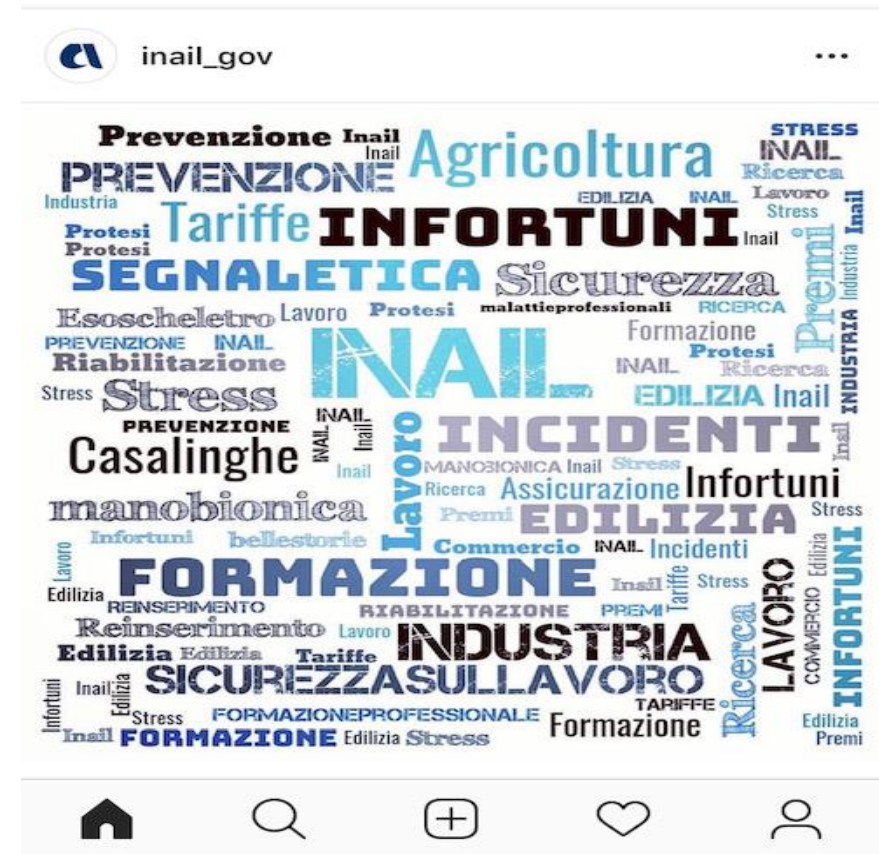 inail_gov
Prevenzione Inail
Inail
Agricoltura
STRESS
INAIL
Ricerca
PREVENZIONE
Industria
EDILIZIA INAIL Lavoro
Stress
Inail
Protesi
Protesi
Tariffe INFORTUNI Inail
Premi
Industria
SEGNALETICA Sicurezza
Esoscheletro Lavoro Protesi malattieprofessionali RICERCA
Formazione
PREVENZIONE INAIL
INAIL
Protesi
Riabilitazione
INAIL Ricerca
INDUSTRIA
Stress Stress
EDILIZIA Inail
PREVENZIONE
INAIL
INAIL
Inail
Lavoro
INCIDENTI
Inail
Casalinghe
Inail
MANOBIONICA Inail Stress
Ricerca Assicurazione Infortuni
manobionica
Premi EDILIZIA Stress
Infortuni bellestorie
Commercio INAIL Incidenti
Lavoro
Edilizia
INFORTUNI
FORMAZIONE Inail
Tariffe
Stress
LAVORO
COMMERCIO
Edilizia
REINSERIMENTO RIABILITAZIONE PREMI
Reinserimento Lavoro INDUSTRIA
Ricerca
Edilizia Edilizia Tariffe
Infortuni
Inail
Edilizia
SICUREZZASULLAVORO
TARIFFE
Stress FORMAZIONEPROFESSIONALE Formazione
Edilizia
Inail FORMAZIONE Edilizia Stress
Premi